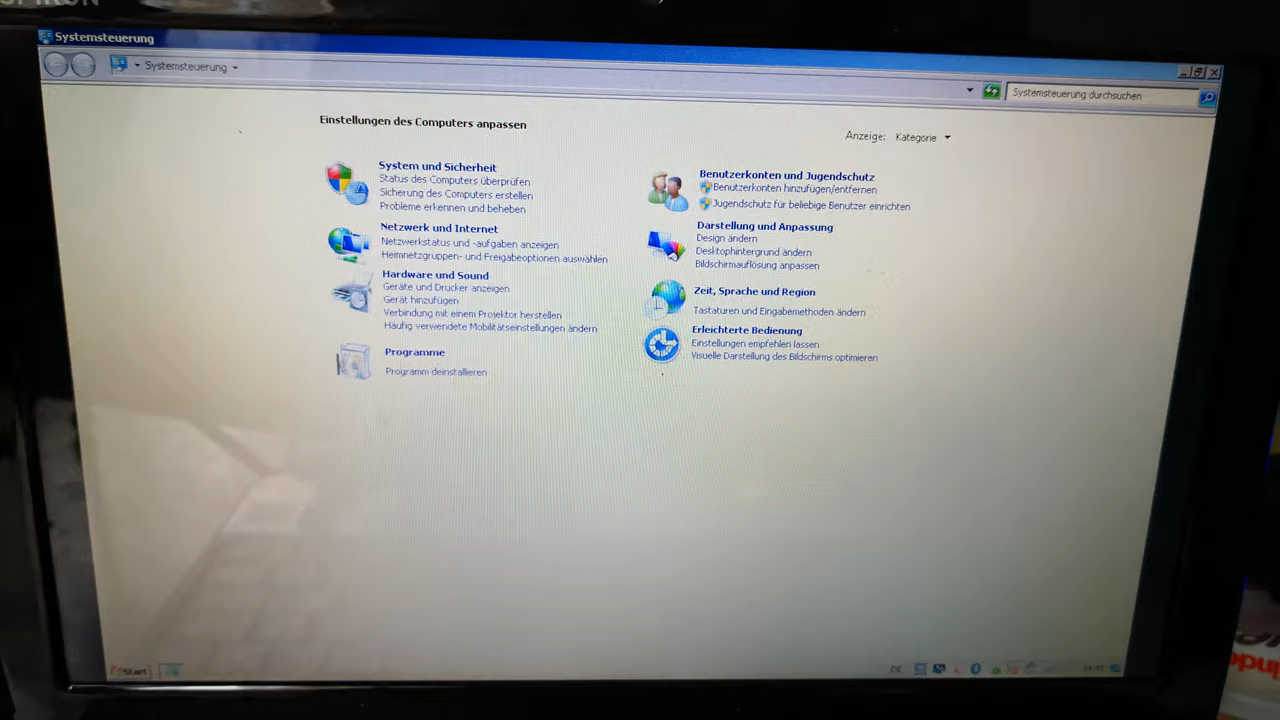 Systemsteuerung
Systemsteuerung
Systemsteuerung durchsuchen
Einstellungen des Computers anpassen
Anzeige: Kategorie
System und Sicherheit
Status des Computers überprüfen
Sicherung des Computers erstellen
Probleme erkennen und beheben
Netzwerk und Internet
Netzwerkstatus und -aufgaben anzeigen
Heimnetzgruppen- und Freigabeoptionen auswählen
Hardware und Sound
Geräte und Drucker anzeigen
Gerät hinzufügen
Verbindung mit einem Projektor herstellen
Häufig verwendete Mobilitätseinstellungen ändern
Programme
Programm deinstallieren
Benutzerkonten und Jugendschutz
Benutzerkonten hinzufügen/entfernen
Jugendschutz für beliebige Benutzer einrichten
Darstellung und Anpassung
Design ändern
Desktophintergrund ändern
Bildschirmauflösung anpassen
Zeit, Sprache und Region
Tastaturen und Eingabemethoden ändern
Erleichterte Bedienung
Einstellungen empfehlen lassen
Visuelle Darstellung des Bildschirms optimieren
Start
DE